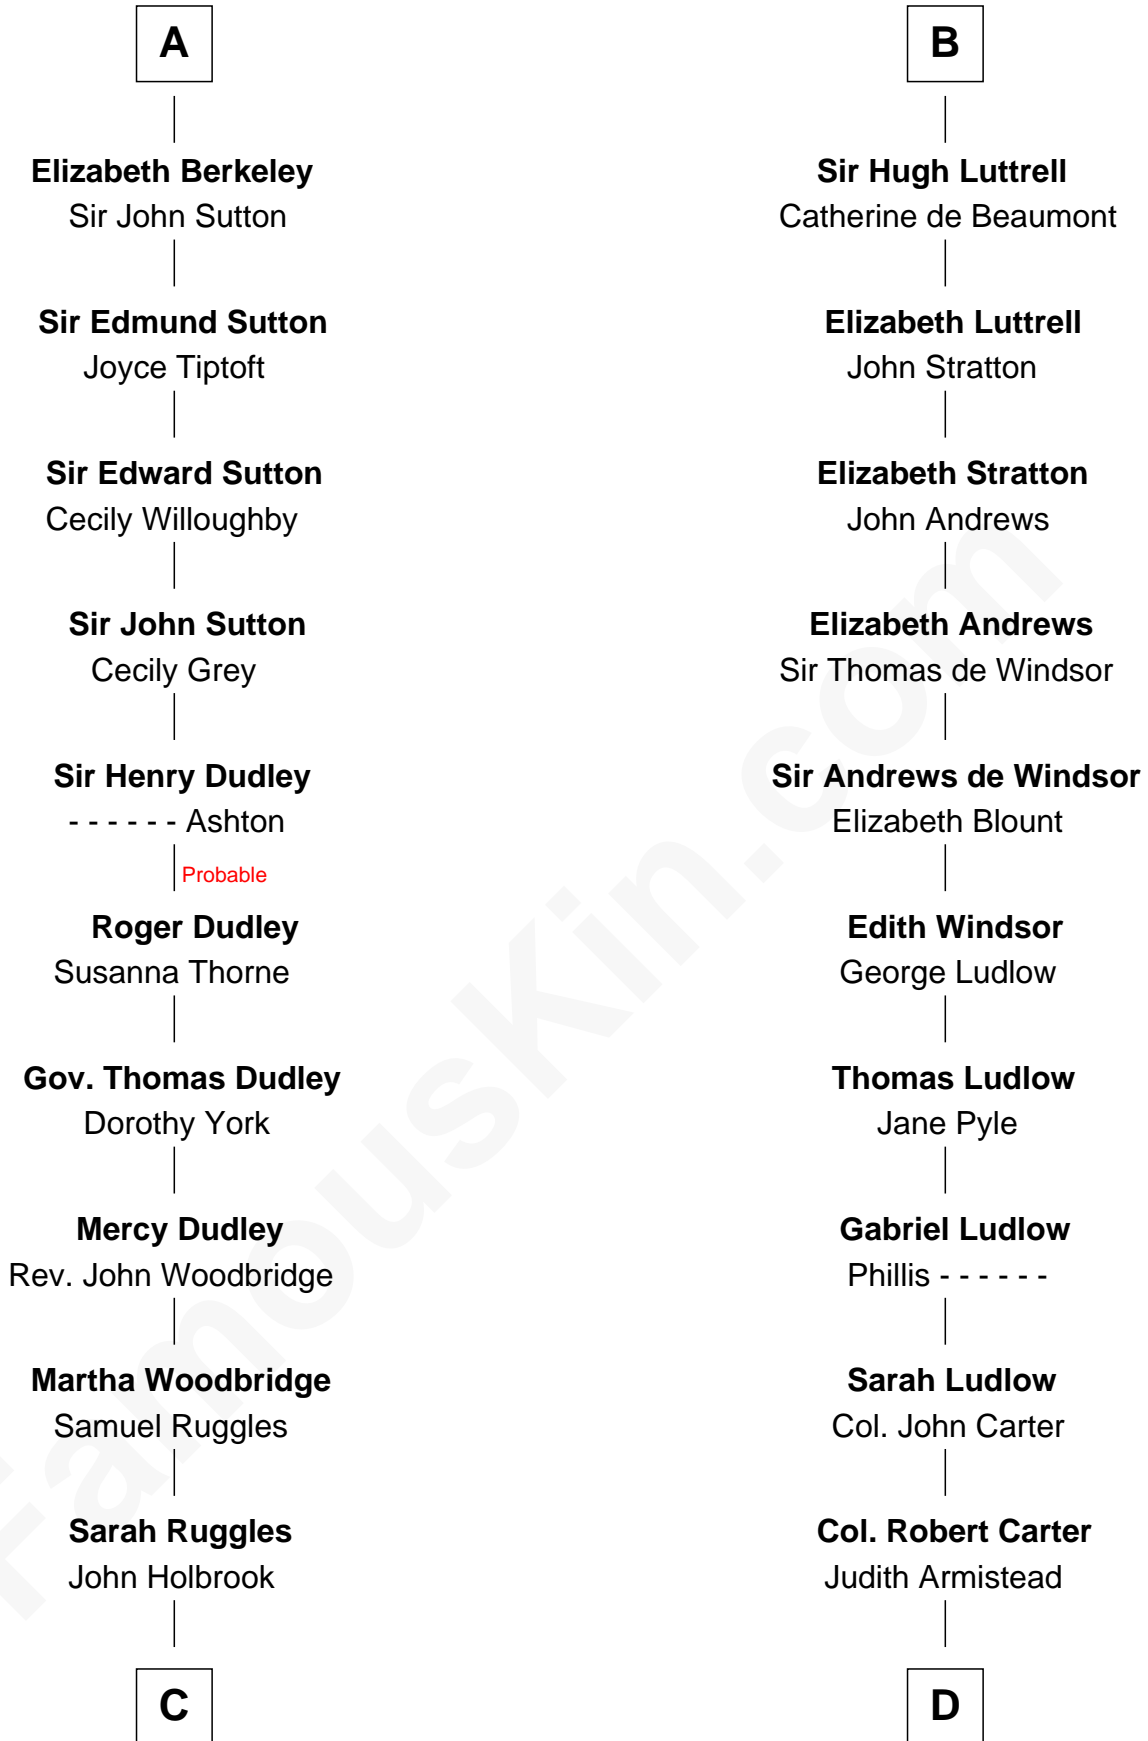 A
Elizabeth Berkeley
Sir John Sutton
Sir Edmund Sutton
Joyce Tiptoft
Sir Edward Sutton
Cecily Willoughby
Sir John Sutton
Cecily Grey
Sir Henry Dudley
- - - - - - Ashton
Probable
Roger Dudley
Susanna Thorne
Gov. Thomas Dudley
Dorothy York
Mercy Dudley
Rev. John Woodbridge
Martha Woodbridge
Samuel Ruggles
Sarah Ruggles
John Holbrook
C
B
Sir Hugh Luttrell
Catherine de Beaumont
Elizabeth Luttrell
John Stratton
Elizabeth Stratton
John Andrews
Elizabeth Andrews
Sir Thomas de Windsor
Sir Andrews de Windsor
Elizabeth Blount
Edith Windsor
George Ludlow
Thomas Ludlow
Jane Pyle
Gabriel Ludlow
Phillis - - - - - -
Sarah Ludlow
Col. John Carter
Col. Robert Carter
Judith Armistead
D
FamousKin.com